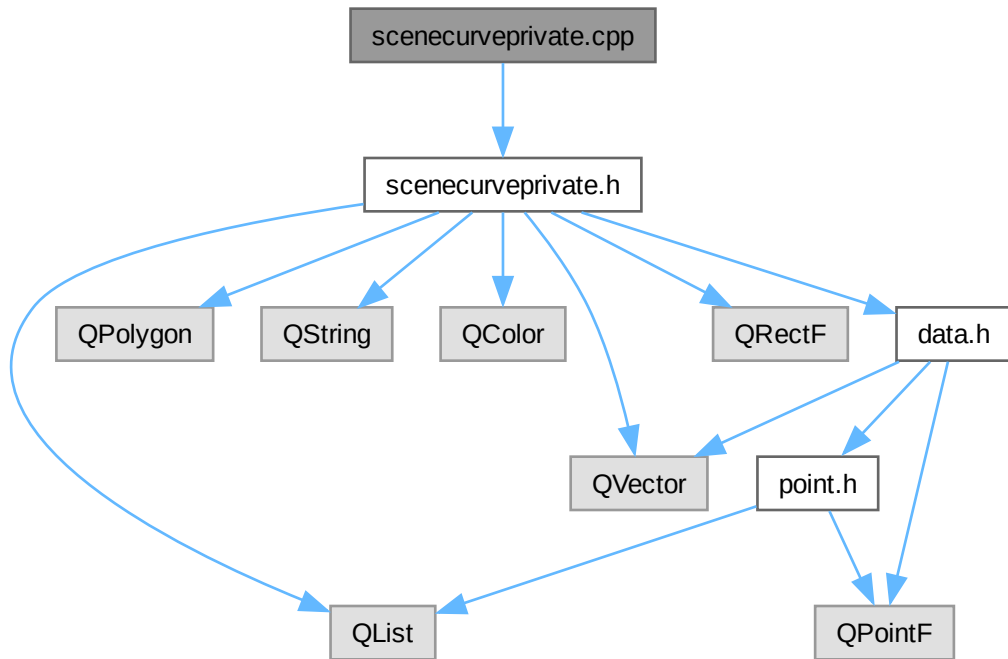 scenecurveprivate.cpp
scenecurveprivate.h
QPolygon
QString
QColor
QRectF
data.h
QVector
point.h
QList
QPointF